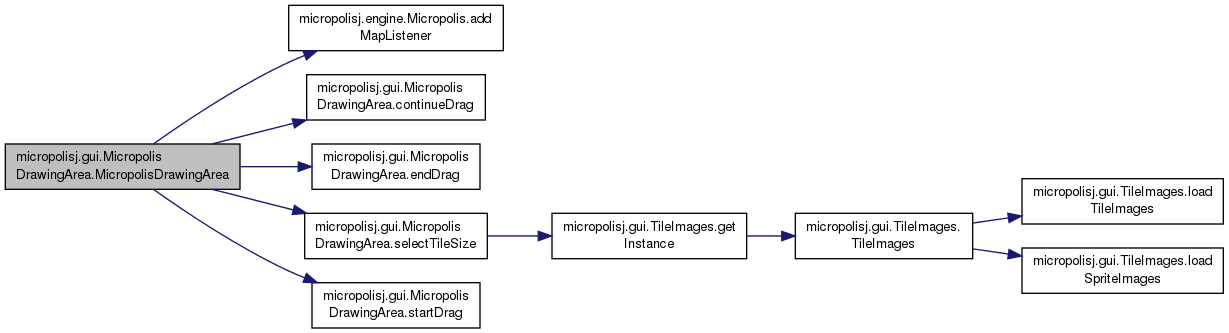 micropolisj.engine.Micropolis.add
MapListener
micropolisj.gui.Micropolis
DrawingArea.continueDrag
micropolisj.gui.Micropolis
DrawingArea.MicropolisDrawingArea
micropolisj.gui.Micropolis
DrawingArea.endDrag
micropolisj.gui.Micropolis
DrawingArea.selectTileSize
micropolisj.gui.TileImages.get
Instance
micropolisj.gui.TileImages.
TileImages
micropolisj.gui.TileImages.load
TileImages
micropolisj.gui.TileImages.load
SpriteImages
micropolisj.gui.Micropolis
DrawingArea.startDrag